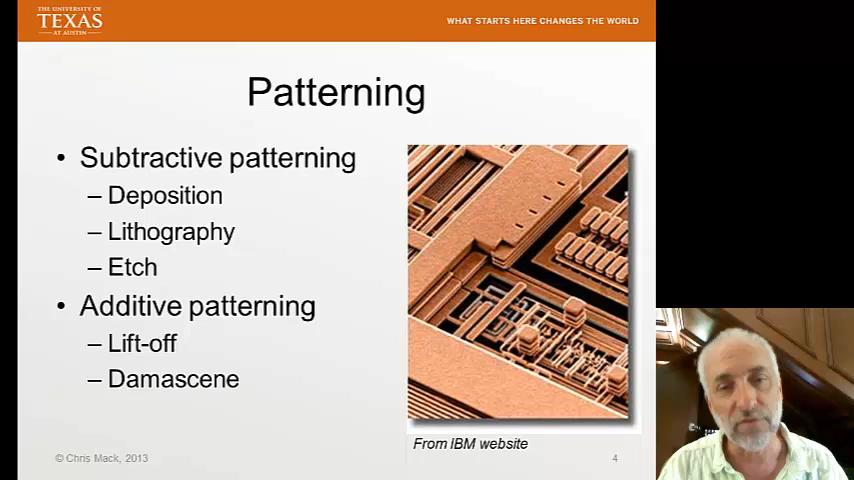 THE UNIVERSITY OF
TEXAS
AT AUSTIN
WHAT STARTS HERE CHANGES THE WORLD
Patterning
• Subtractive patterning
– Deposition
– Lithography
– Etch
• Additive patterning
– Lift-off
– Damascene
From IBM website
© Chris Mack, 2013
4